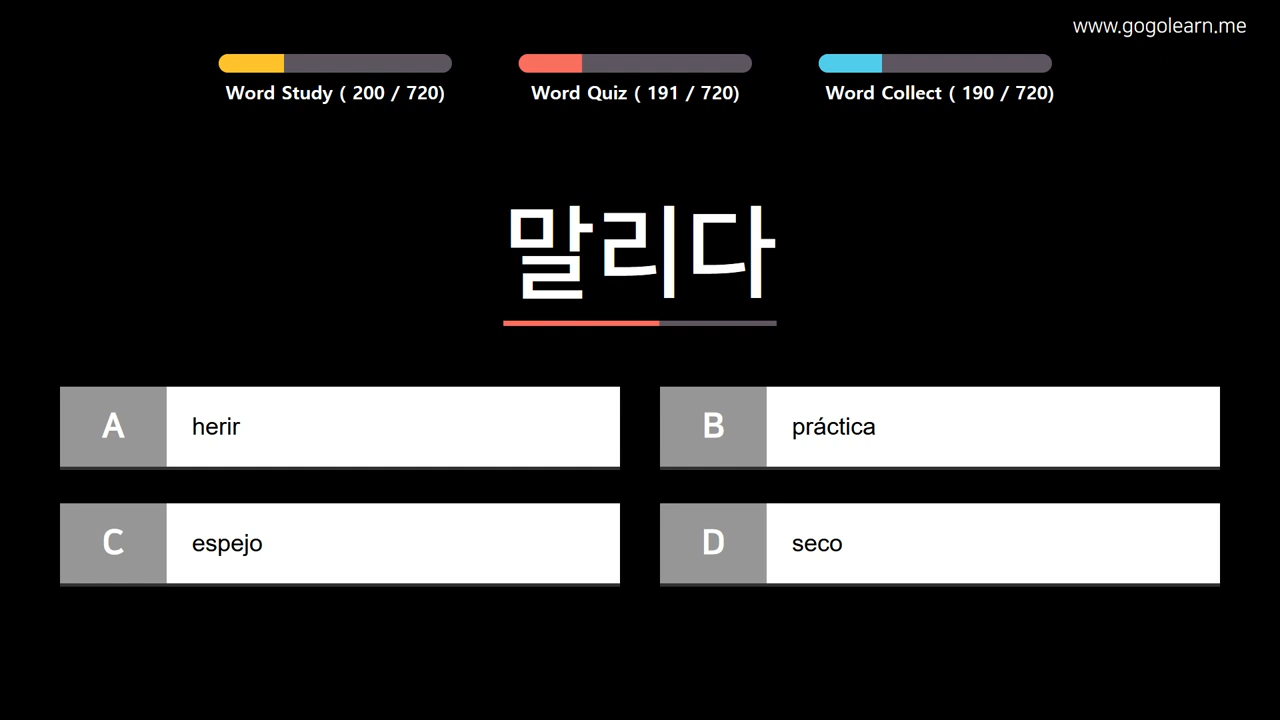 www.gogolearn.me
Word Study ( 200 / 720)
Word Quiz ( 191 / 720)
Word Collect ( 190 / 720)
말리다
A herir
B práctica
C espejo
D seco